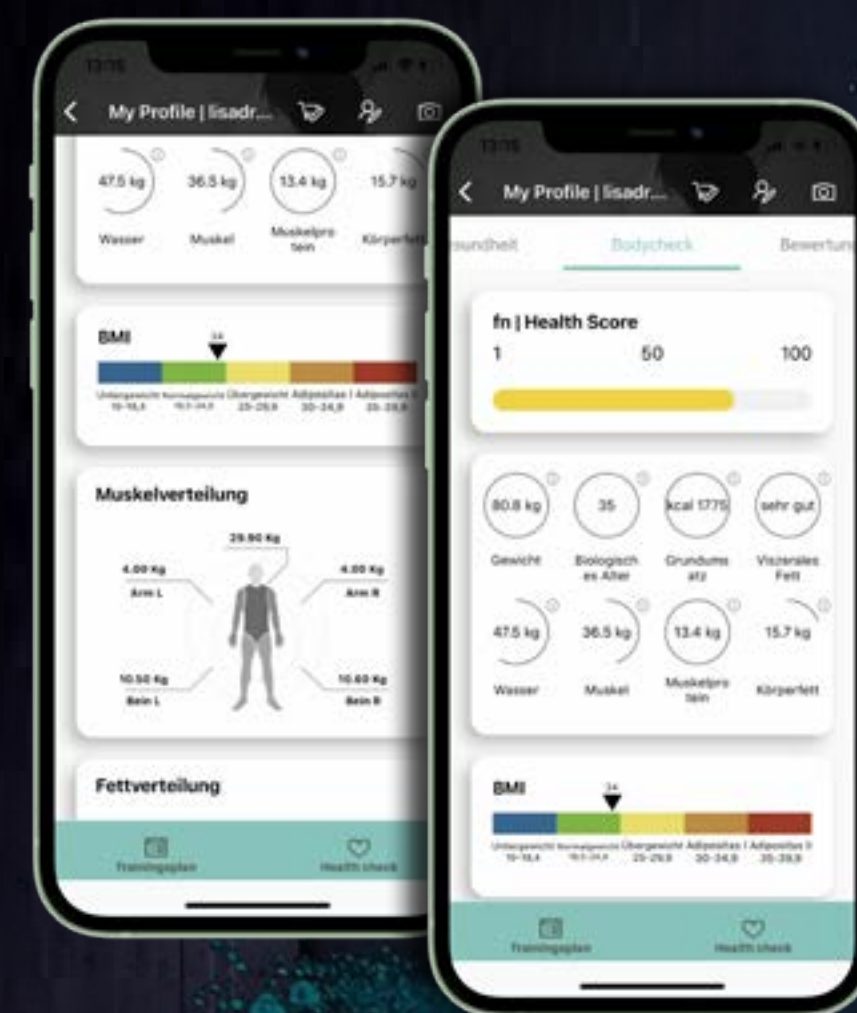 13:15
My Profile | lisadr...
47.5 kg 36.5 kg 13.4 kg 15.7 kg
Wasser Muskel Muskelpro
tein Körperfett
BMI
24
Untergewicht Normalgewicht Übergewicht Adipositas I Adipositas II
25-29,9 30-34,9 35-39,9
Muskelverteilung
29.90 Kg
4.00 Kg 4.00 Kg
Arm L Arm R
10.50 Kg 10.60 Kg
Bein L Bein R
Fettverteilung
Trainingsplan Health check
13:15
My Profile | lisadr...
esundheit Bodycheck Bewertun
fn | Health Score
1 50 100
80.8 kg 35 kcal 1775 sehr gut
Gewicht Biologisch
es Alter Grundums
atz Viszerales
Fett
47.5 kg 36.5 kg 13.4 kg 15.7 kg
Wasser Muskel Muskelpro
tein Körperfett
BMI
24
Untergewicht Normalgewicht Übergewicht Adipositas I Adipositas II
25-29,9 30-34,9 35-39,9
Trainingsplan Health check